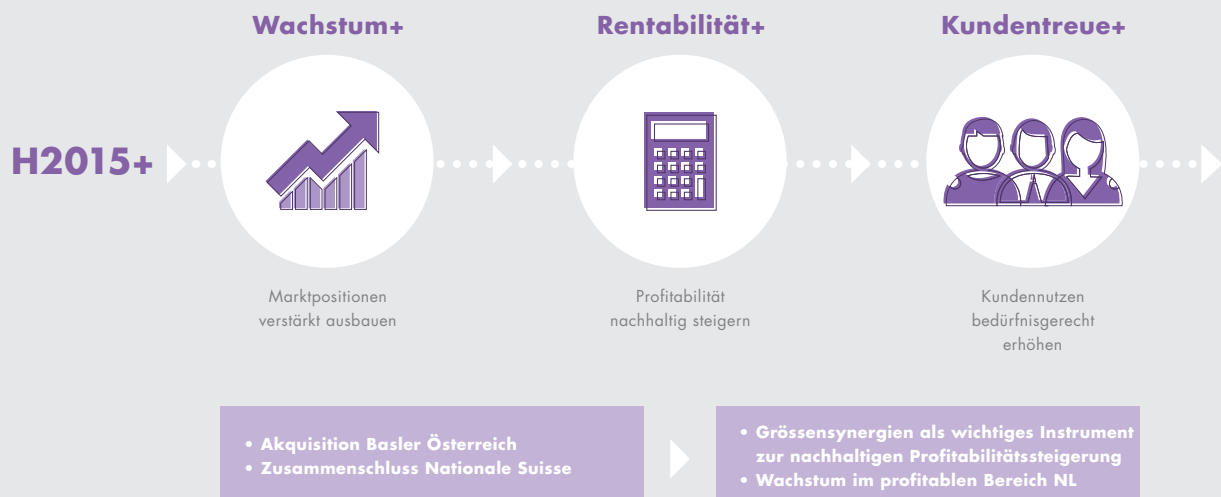 Wachstum+
Rentabilität+
Kundentreue+
H2015+
Marktpositionen
verstärkt ausbauen
Profitabilität
nachhaltig steigern
Kundennutzen
bedürfnisgerecht
erhöhen
• Akquisition Basler Österreich
• Zusammenschluss Nationale Suisse
• Grössensynergien als wichtiges Instrument
zur nachhaltigen Profitabilitätssteigerung
• Wachstum im profitablen Bereich NL